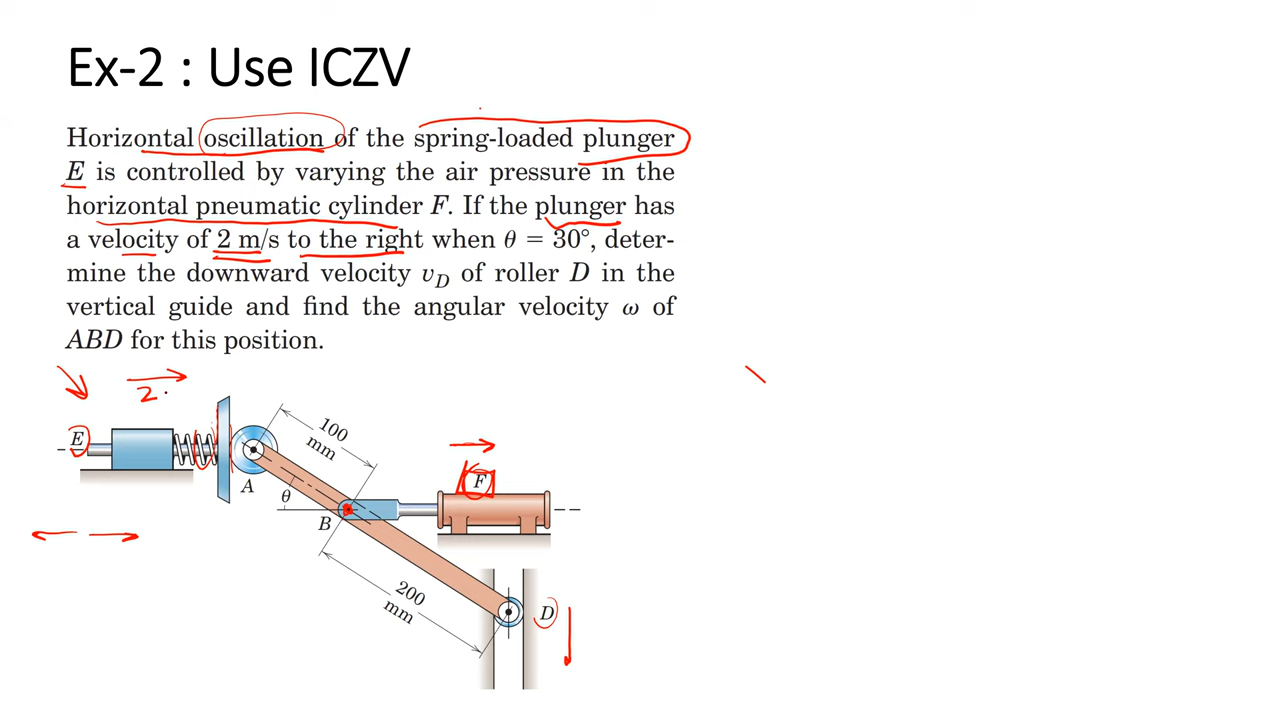 Ex-2 : Use ICZV
Horizontal oscillation of the spring-loaded plunger
E is controlled by varying the air pressure in the
horizontal pneumatic cylinder F. If the plunger has
a velocity of 2 m/s to the right when θ = 30°, deter-
mine the downward velocity vD of roller D in the
vertical guide and find the angular velocity ω of
ABD for this position.
2
E
100
mm
A
θ
B
F
200
mm
D